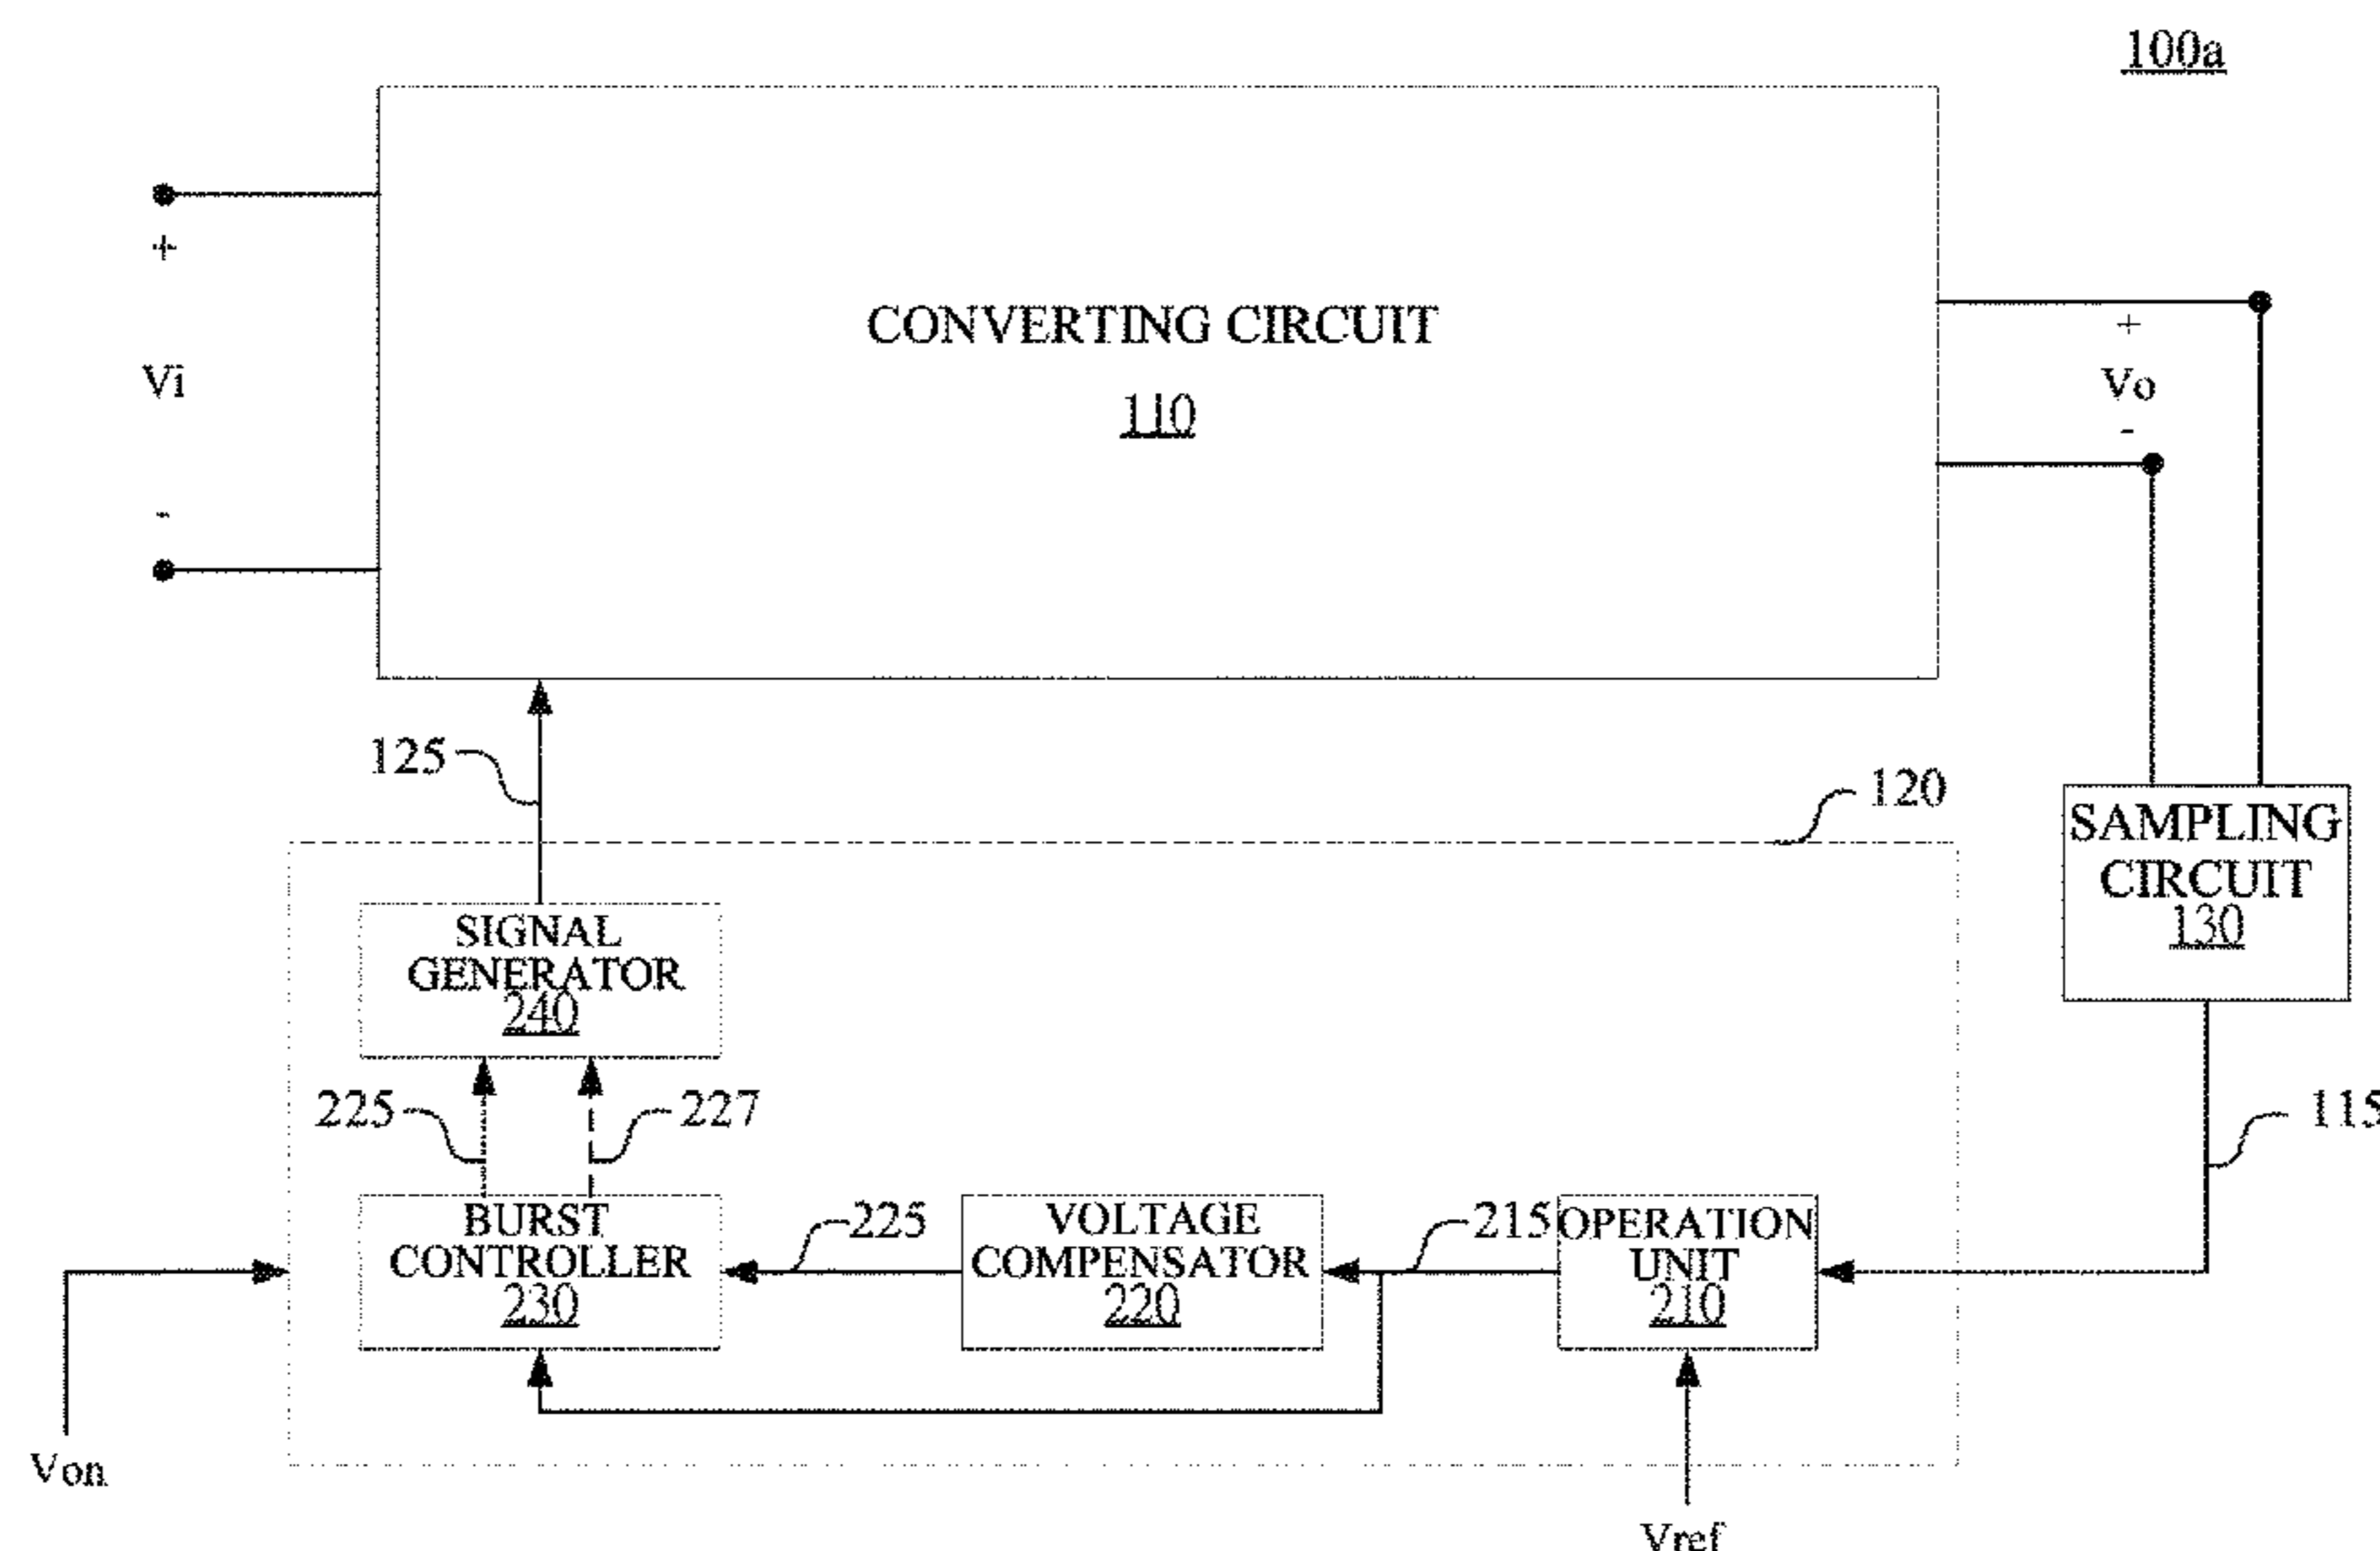 100a
+
Vi
-
CONVERTING CIRCUIT
110
+
Vo
-
125
120
SAMPLING
CIRCUIT
130
SIGNAL
GENERATOR
240
225
227
115
BURST
CONTROLLER
230
225
VOLTAGE
COMPENSATOR
220
215
OPERATION
UNIT
210
Von
Vref